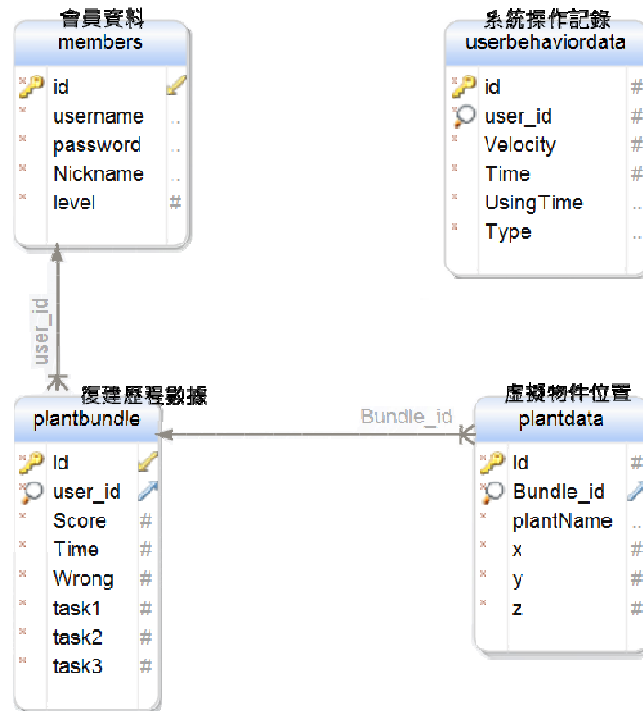 會員資料
members
id
username
password
Nickname
level #
系統操作記錄
userbehaviordata
id #
user_id #
Velocity #
Time #
UsingTime
Type
user_id
復建歷程數據
plantbundle
Id
user_id
Score #
Time #
Wrong #
task1 #
task2 #
task3 #
Bundle_id
虛擬物件位置
plantdata
Id #
Bundle_id
plantName
x #
y #
z #